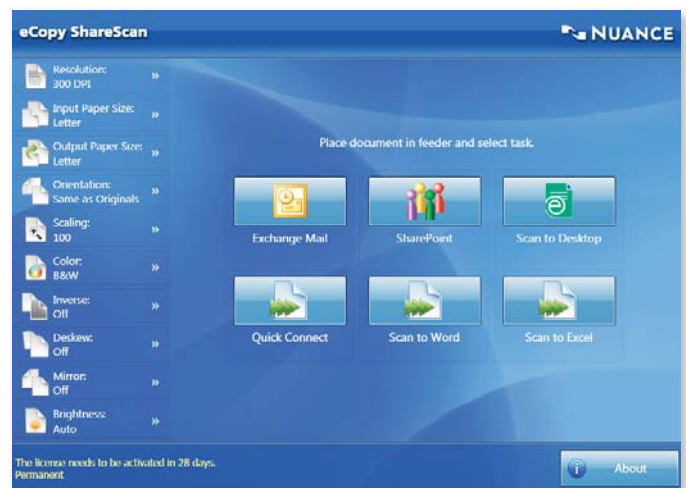 eCopy ShareScan
NUANCE
Resolution:
300 DPI
Input Paper Size:
Letter
Output Paper Size:
Letter
Orientation:
Same as Originals
Scaling:
100
Color:
B&W
Inverse:
Off
Deskew:
Off
Mirror:
Off
Brightness:
Auto
Place document in feeder and select task.
Exchange Mail
SharePoint
Scan to Desktop
Quick Connect
Scan to Word
Scan to Excel
The license needs to be activated in 28 days.
Permanent
About